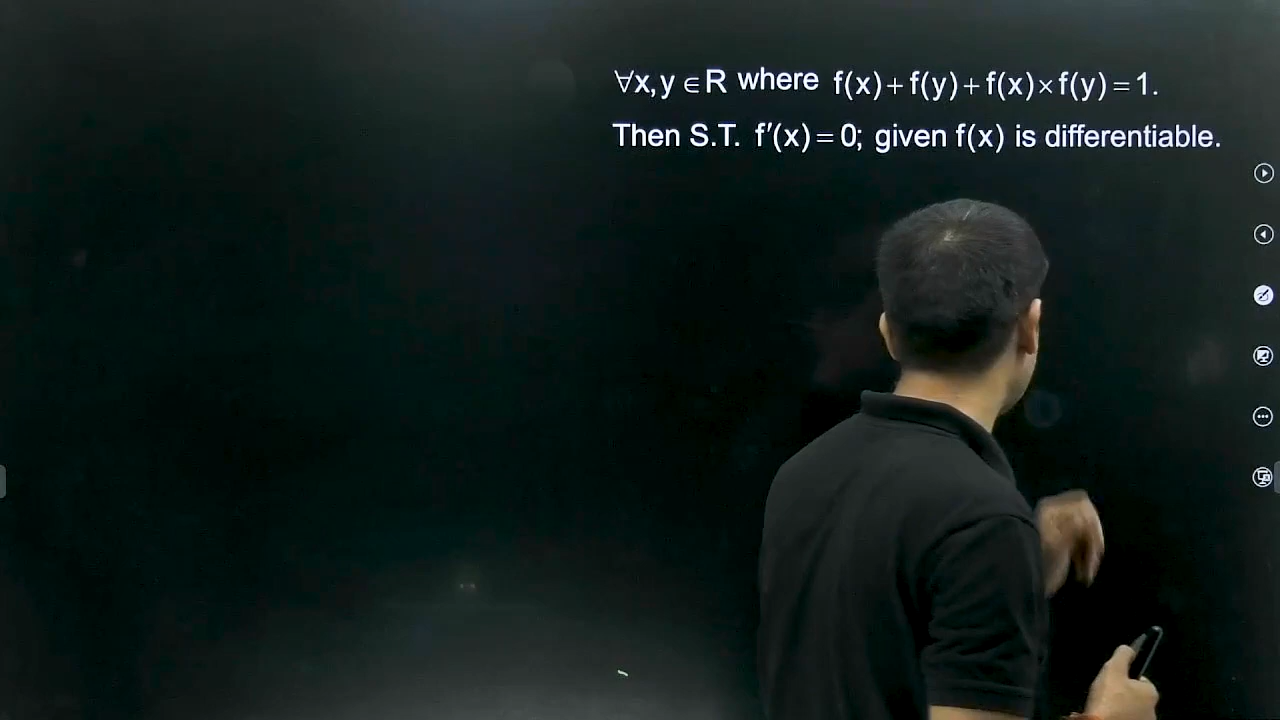 ∀x, y ∈ R where f(x) + f(y) + f(x) × f(y) = 1.
Then S.T. f′(x) = 0; given f(x) is differentiable.